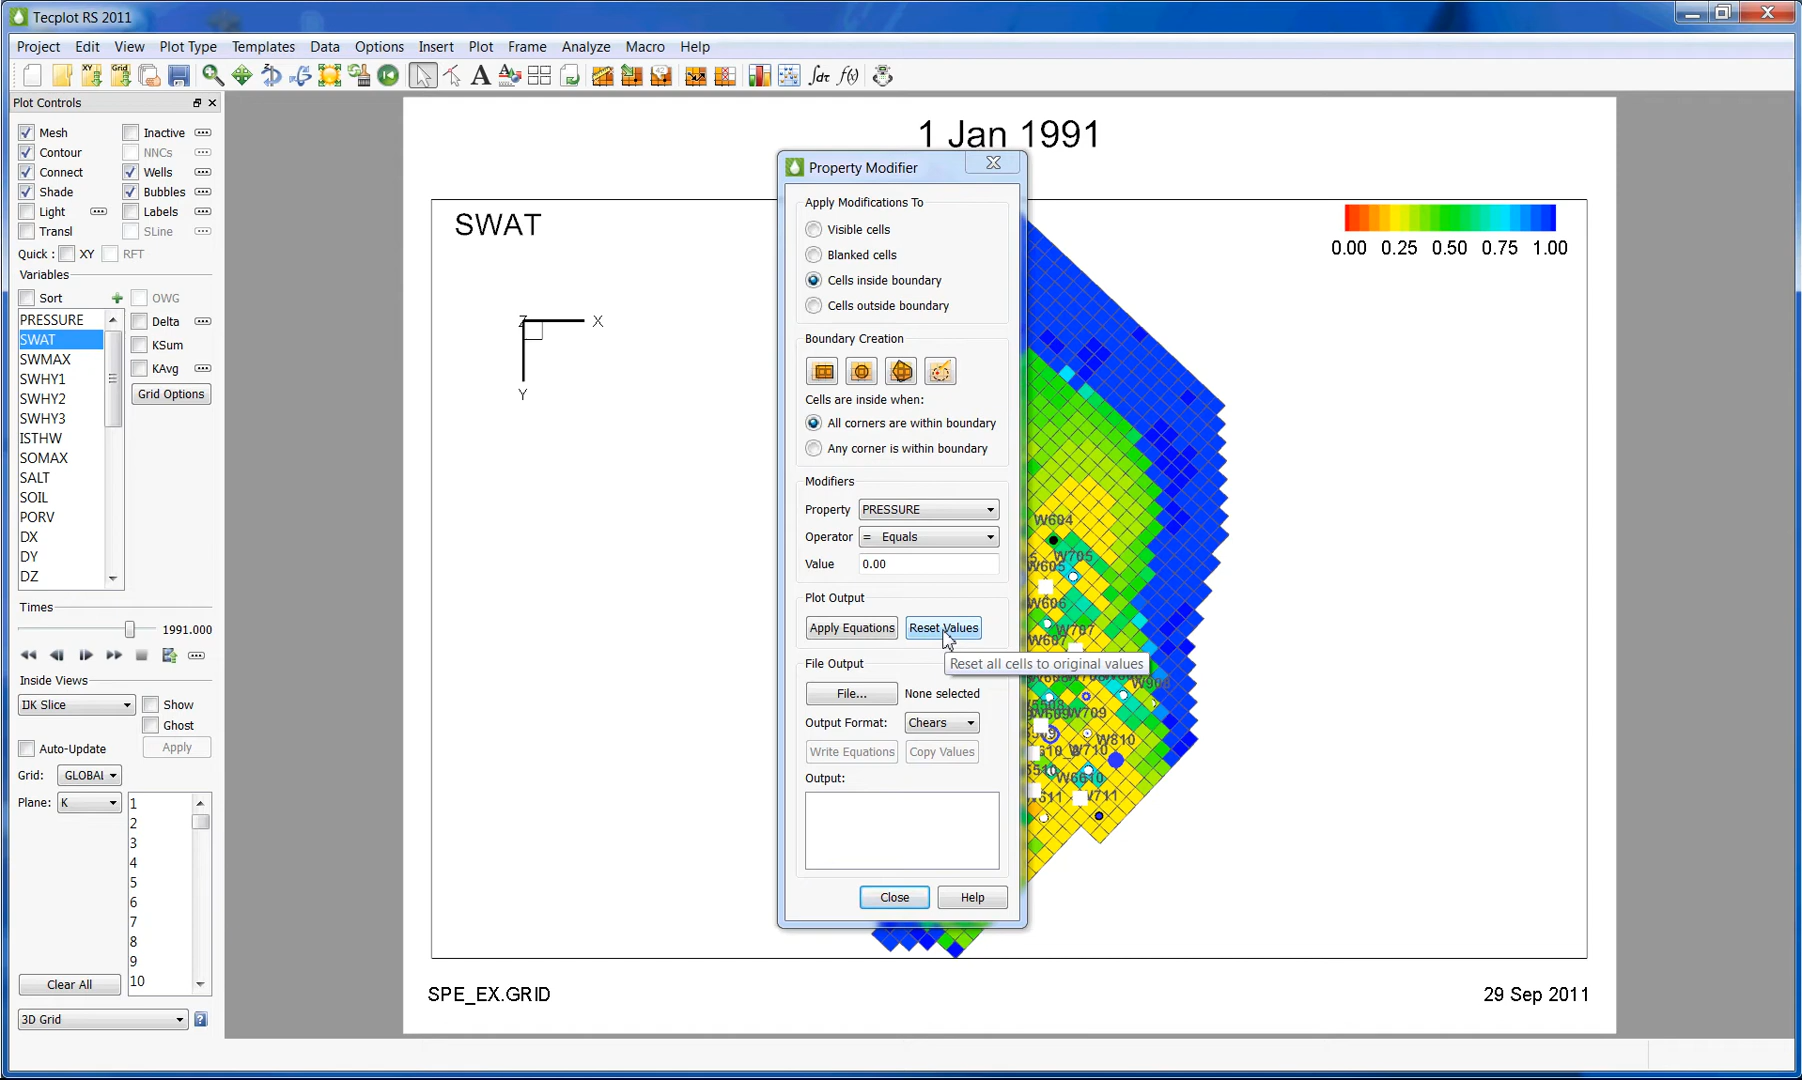 Tecplot RS 2011
Project Edit View Plot Type Templates Data Options Insert Plot Frame Analyze Macro Help
Plot Controls
Mesh Inactive
Contour NNCs
Connect Wells
Shade Bubbles
Light Labels
Transl SLine
Quick : XY RFT
Variables
Sort OWG
PRESSURE
SWAT
SWMAX
SWHY1
SWHY2
SWHY3
ISTHW
SOMAX
SALT
SOIL
PORV
DX
DY
DZ
Delta
KSum
KAvg
Grid Options
Times
1991.000
Inside Views
IJK Slice Show
Ghost
Auto-Update Apply
Grid: GLOBAL
Plane: K
1
2
3
4
5
6
7
8
9
10
Clear All
3D Grid
1 Jan 1991
SWAT
X
Z
Y
0.00 0.25 0.50 0.75 1.00
Property Modifier
Apply Modifications To
Visible cells
Blanked cells
Cells inside boundary
Cells outside boundary
Boundary Creation
Cells are inside when:
All corners are within boundary
Any corner is within boundary
Modifiers
Property PRESSURE
Operator = Equals
Value 0.00
Plot Output
Apply Equations Reset Values
Reset all cells to original values
File Output
File... None selected
Output Format: Chears
Write Equations Copy Values
Output:
Close Help
W604
W705
W605
W606
W707
W607
W709
W810
W710
W6610
W711
SPE_EX.GRID
29 Sep 2011